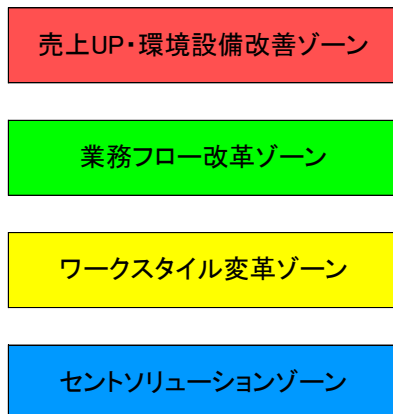 売上UP・環境設備改善ゾーン
業務フロー改革ゾーン
ワークスタイル変革ゾーン
セントソリューションゾーン